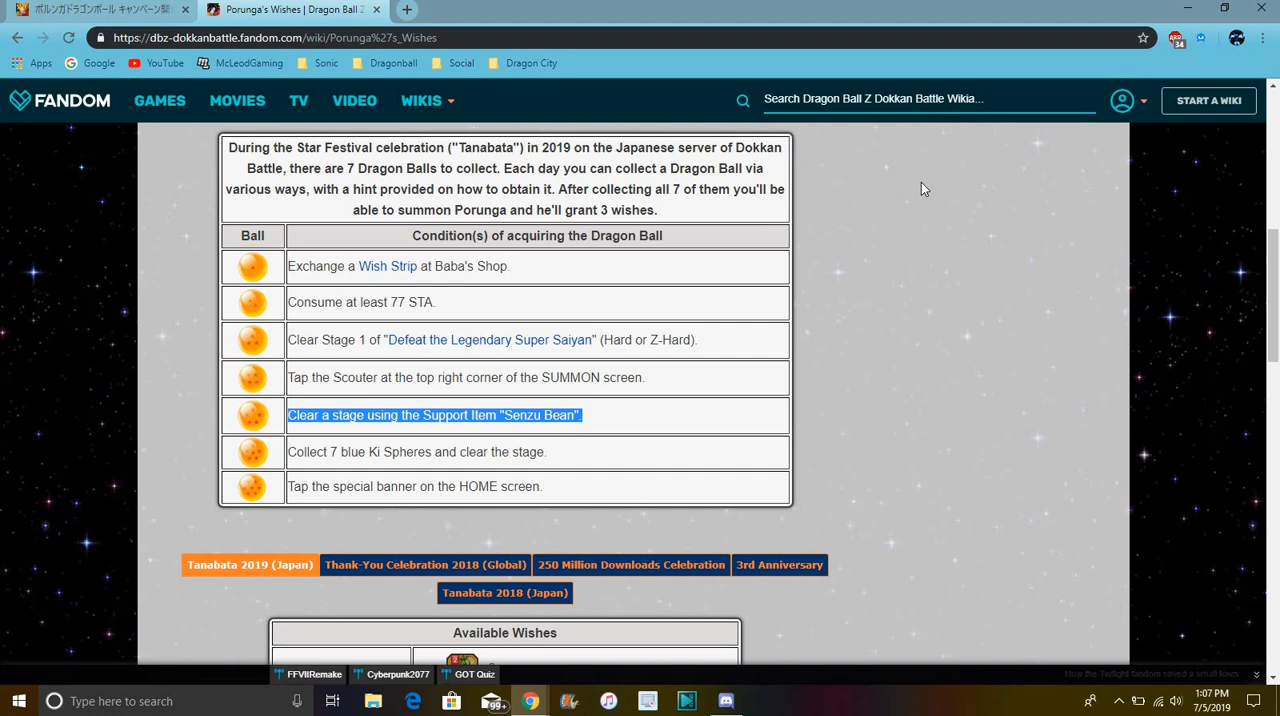 ボルンガドラゴンボール キャンペーン開
Porunga's Wishes | Dragon Ball Z
https://dbz-dokkanbattle.fandom.com/wiki/Porunga%27s_Wishes
34
Apps Google YouTube McLeodGaming Sonic Dragonball Social Dragon City
FANDOM GAMES MOVIES TV VIDEO WIKIS Search Dragon Ball Z Dokkan Battle Wikia... START A WIKI
During the Star Festival celebration ("Tanabata") in 2019 on the Japanese server of Dokkan
Battle, there are 7 Dragon Balls to collect. Each day you can collect a Dragon Ball via
various ways, with a hint provided on how to obtain it. After collecting all 7 of them you'll be
able to summon Porunga and he'll grant 3 wishes.
Ball Condition(s) of acquiring the Dragon Ball
Exchange a Wish Strip at Baba's Shop.
Consume at least 77 STA.
Clear Stage 1 of "Defeat the Legendary Super Saiyan" (Hard or Z-Hard).
Tap the Scouter at the top right corner of the SUMMON screen.
Clear a stage using the Support Item "Senzu Bean".
Collect 7 blue Ki Spheres and clear the stage.
Tap the special banner on the HOME screen.
Tanabata 2019 (Japan) Thank-You Celebration 2018 (Global) 250 Million Downloads Celebration 3rd Anniversary
Tanabata 2018 (Japan)
Available Wishes
FFVIIRemake Cyberpunk2077 GOT Quiz How the Twilight fandom saved a small town
Type here to search 99+ 1:07 PM
7/5/2019